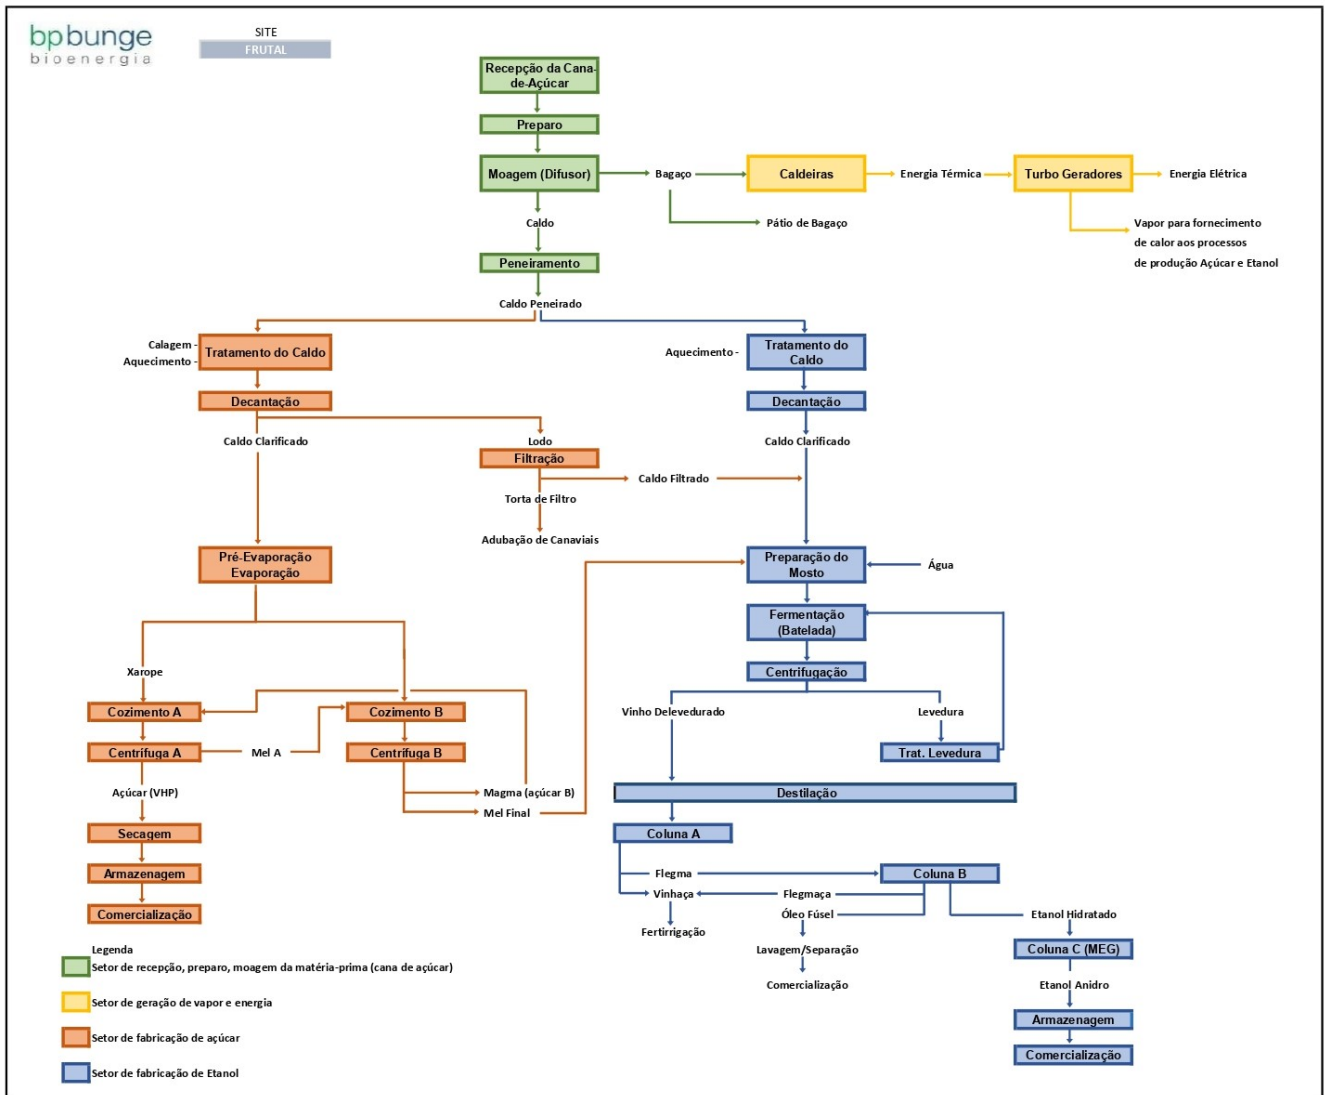 bpbunge
bioenergia
SITE
FRUTAL
Recepção da Cana-
de-Açúcar
Preparo
Moagem (Difusor)
Bagaço
Caldeiras
Energia Térmica
Turbo Geradores
Energia Elétrica
Caldo
Pátio de Bagaço
Vapor para fornecimento
de calor aos processos
de produção Açúcar e Etanol
Peneiramento
Caldo Peneirado
Calagem -
Aquecimento -
Tratamento do Caldo
Aquecimento -
Tratamento do
Caldo
Decantação
Decantação
Caldo Clarificado
Lodo
Caldo Clarificado
Filtração
Caldo Filtrado
Torta de Filtro
Adubação de Canaviais
Pré-Evaporação
Evaporação
Preparação do
Mosto
Água
Fermentação
(Batelada)
Centrifugação
Xarope
Cozimento A
Cozimento B
Vinho Delevedurado
Levedura
Centrífuga A
Mel A
Centrífuga B
Trat. Levedura
Açúcar (VHP)
Magma (açúcar B)
Destilação
Mel Final
Secagem
Coluna A
Armazenagem
Flegma
Coluna B
Vinhaça
Flegmaça
Comercialização
Óleo Fúsel
Etanol Hidratado
Fertirrigação
Lavagem/Separação
Coluna C (MEG)
Comercialização
Etanol Anidro
Armazenagem
Comercialização
Legenda
Setor de recepção, preparo, moagem da matéria-prima (cana de açúcar)
Setor de geração de vapor e energia
Setor de fabricação de açúcar
Setor de fabricação de Etanol